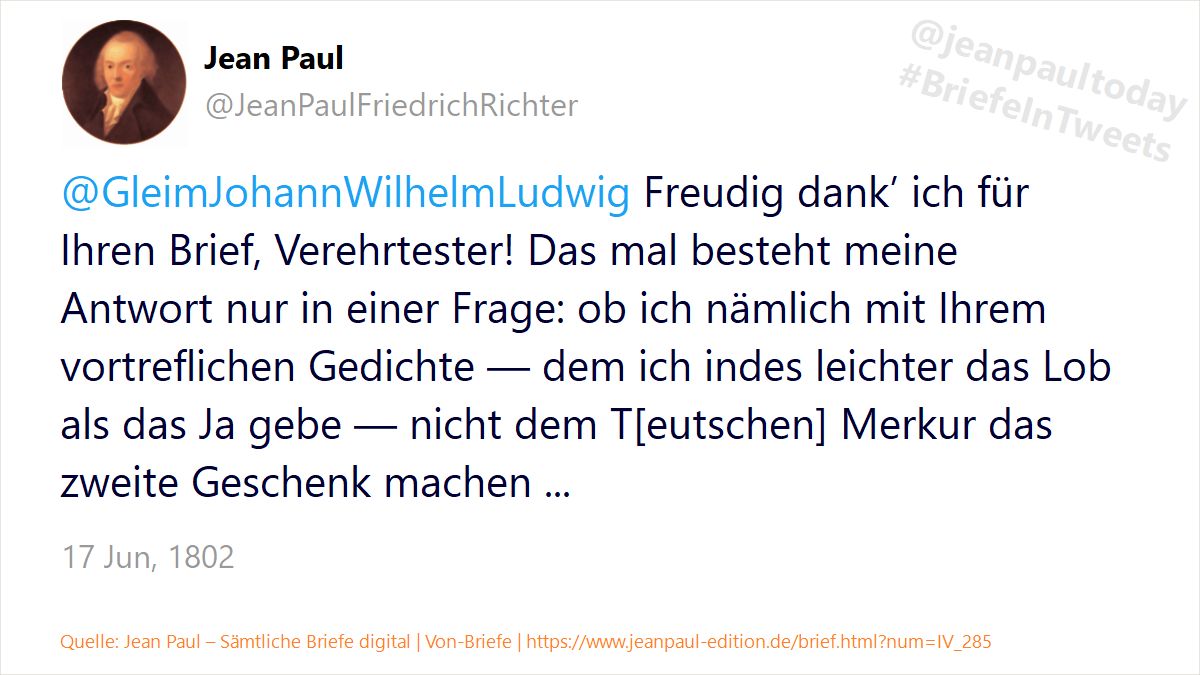 Jean Paul
@JeanPaulFriedrichRichter
@jeanpaultoday
#BriefeInTweets
@GleimJohannWilhelmLudwig Freudig dank’ ich für
Ihren Brief, Verehrtester! Das mal besteht meine
Antwort nur in einer Frage: ob ich nämlich mit Ihrem
vortreflichen Gedichte — dem ich indes leichter das Lob
als das Ja gebe — nicht dem T[eutschen] Merkur das
zweite Geschenk machen ...
17 Jun, 1802
Quelle: Jean Paul – Sämtliche Briefe digital | Von-Briefe | https://www.jeanpaul-edition.de/brief.html?num=IV_285